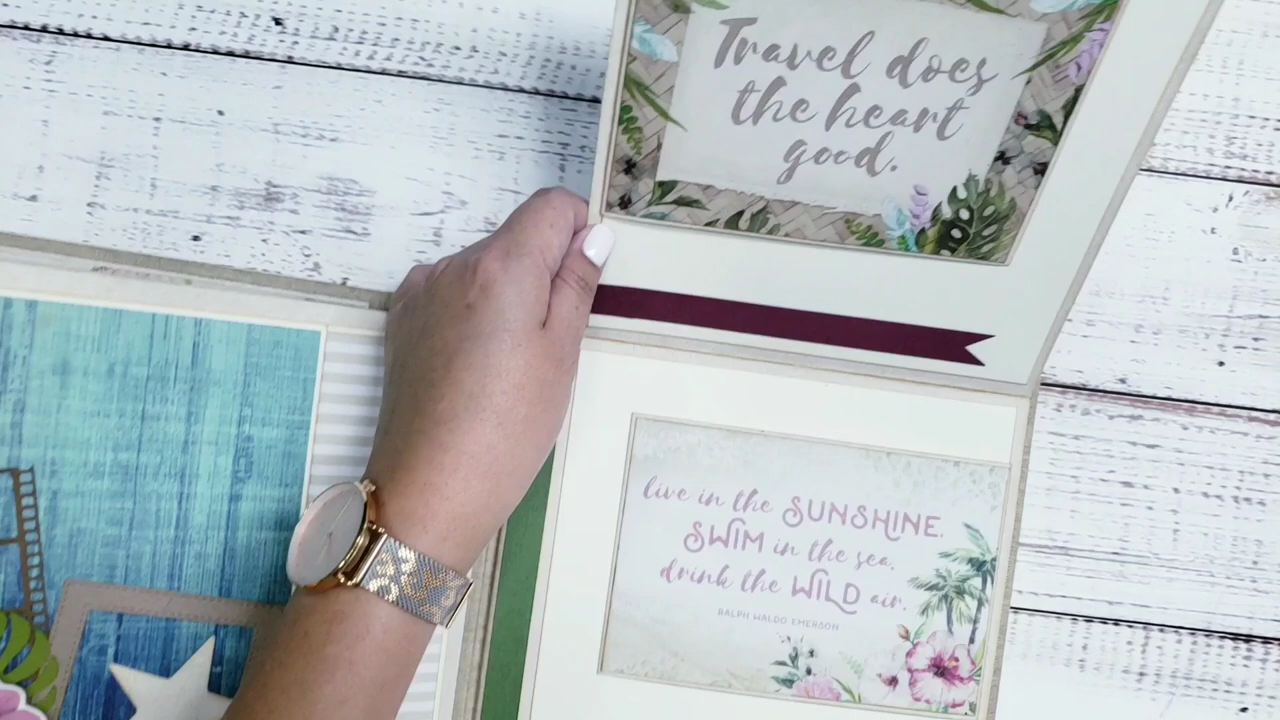 Travel does
the heart
good.
live in the SUNSHINE.
SWIM in the sea.
drink the WILD air.
RALPH WALDO EMERSON